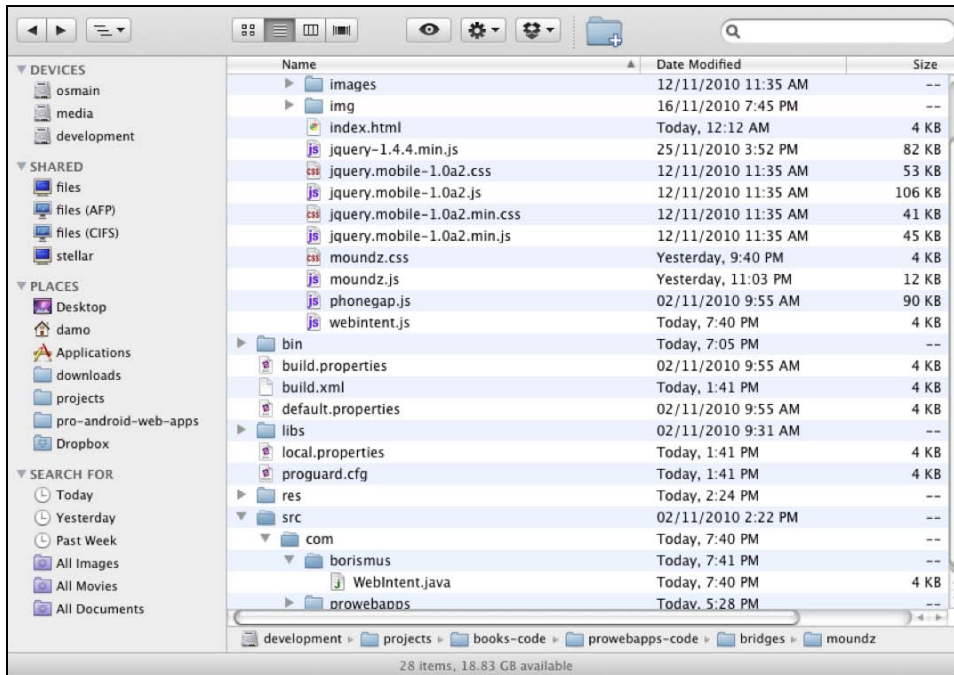 DEVICES
osmain
media
development
SHARED
files
files (AFP)
files (CIFS)
stellar
PLACES
Desktop
damo
Applications
downloads
projects
pro-android-web-apps
Dropbox
SEARCH FOR
Today
Yesterday
Past Week
All Images
All Movies
All Documents
Name Date Modified Size
images 12/11/2010 11:35 AM --
img 16/11/2010 7:45 PM --
index.html Today, 12:12 AM 4 KB
js jquery-1.4.4.min.js 25/11/2010 3:52 PM 82 KB
css jquery.mobile-1.0a2.css 12/11/2010 11:35 AM 53 KB
js jquery.mobile-1.0a2.js 12/11/2010 11:35 AM 106 KB
css jquery.mobile-1.0a2.min.css 12/11/2010 11:35 AM 41 KB
js jquery.mobile-1.0a2.min.js 12/11/2010 11:35 AM 45 KB
css moundz.css Yesterday, 9:40 PM 4 KB
js moundz.js Yesterday, 11:03 PM 12 KB
js phonegap.js 02/11/2010 9:55 AM 90 KB
js webintent.js Today, 7:40 PM 4 KB
bin Today, 7:05 PM --
build.properties 02/11/2010 9:55 AM 4 KB
build.xml Today, 1:41 PM 4 KB
default.properties 02/11/2010 9:55 AM 4 KB
libs 02/11/2010 9:31 AM --
local.properties Today, 1:41 PM 4 KB
proguard.cfg Today, 1:41 PM 4 KB
res Today, 2:24 PM --
src 02/11/2010 2:22 PM --
com Today, 7:40 PM --
borismus Today, 7:41 PM --
J WebIntent.java Today, 7:40 PM 4 KB
prowebapps Today, 5:28 PM --
development projects books-code prowebapps-code bridges moundz
28 items, 18.83 GB available